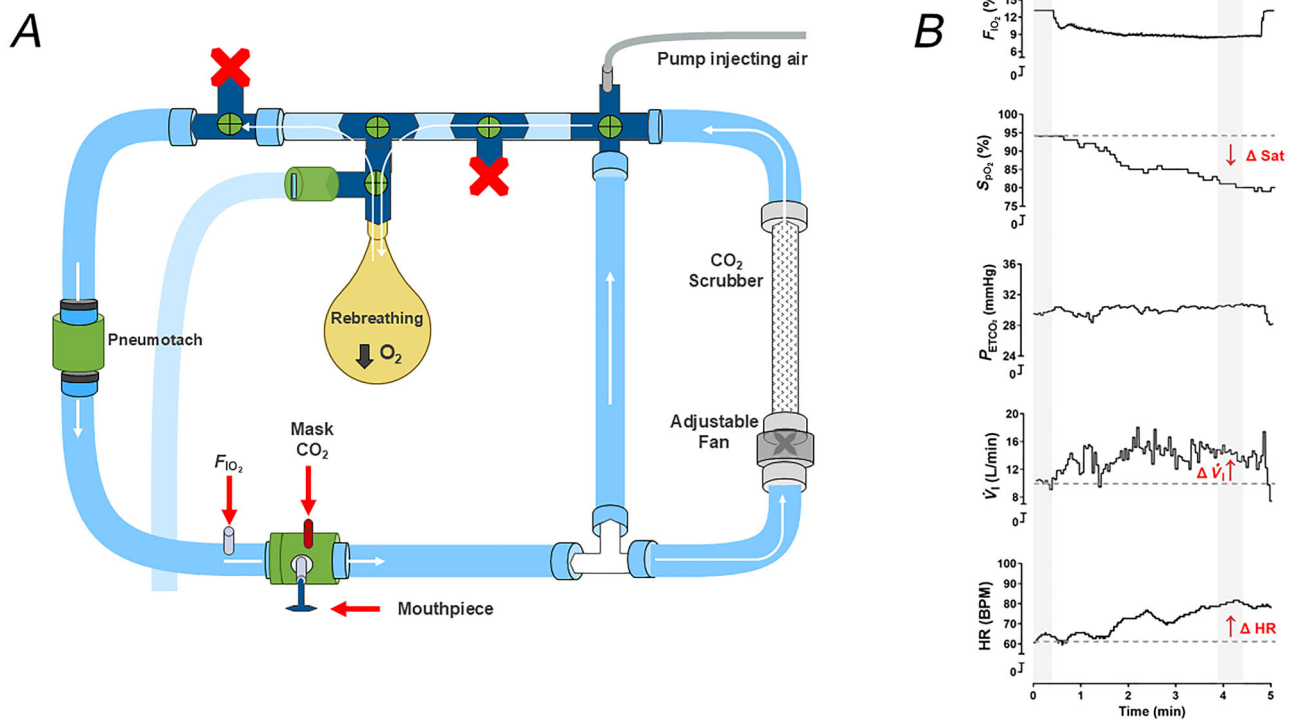 A
Pump injecting air
Rebreathing
O₂
CO₂
Scrubber
Pneumotach
Adjustable
Fan
Mask
CO₂
FIO₂
Mouthpiece
B
FIO₂ (%)
15
12
9
6
0
SpO₂ (%)
100
95
90
85
80
75
0
Δ Sat
PETCO₂ (mmHg)
36
32
28
24
0
V̇I (L/min)
20
16
12
8
0
Δ V̇I
HR (BPM)
100
90
80
70
60
0
Δ HR
0 1 2 3 4 5
Time (min)